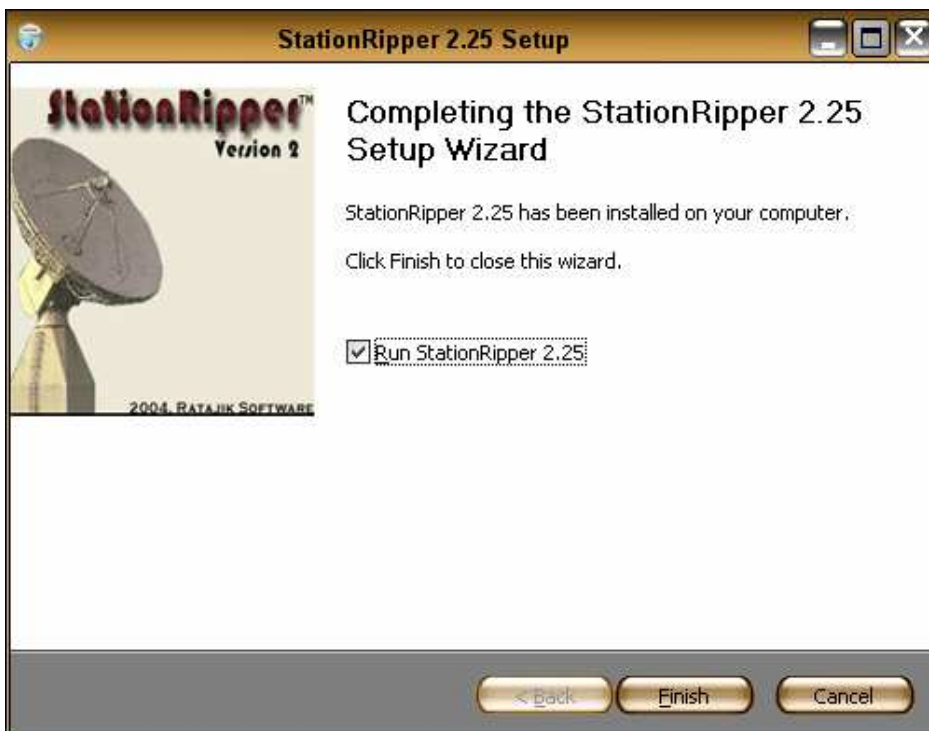 StationRipper 2.25 Setup
StationRipper™
Version 2
2004, RATAJIK SOFTWARE
Completing the StationRipper 2.25
Setup Wizard
StationRipper 2.25 has been installed on your computer.
Click Finish to close this wizard.
Run StationRipper 2.25
< Back
Finish
Cancel